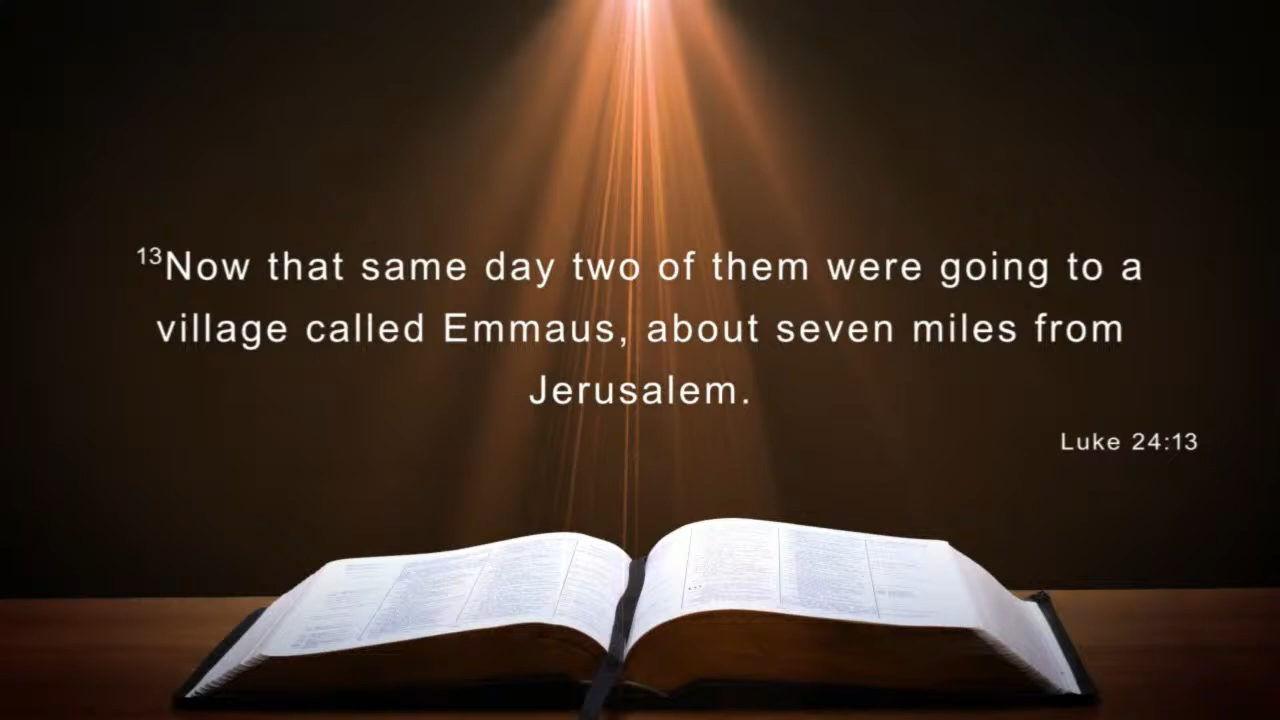 ¹³Now that same day two of them were going to a
village called Emmaus, about seven miles from
Jerusalem.
Luke 24:13